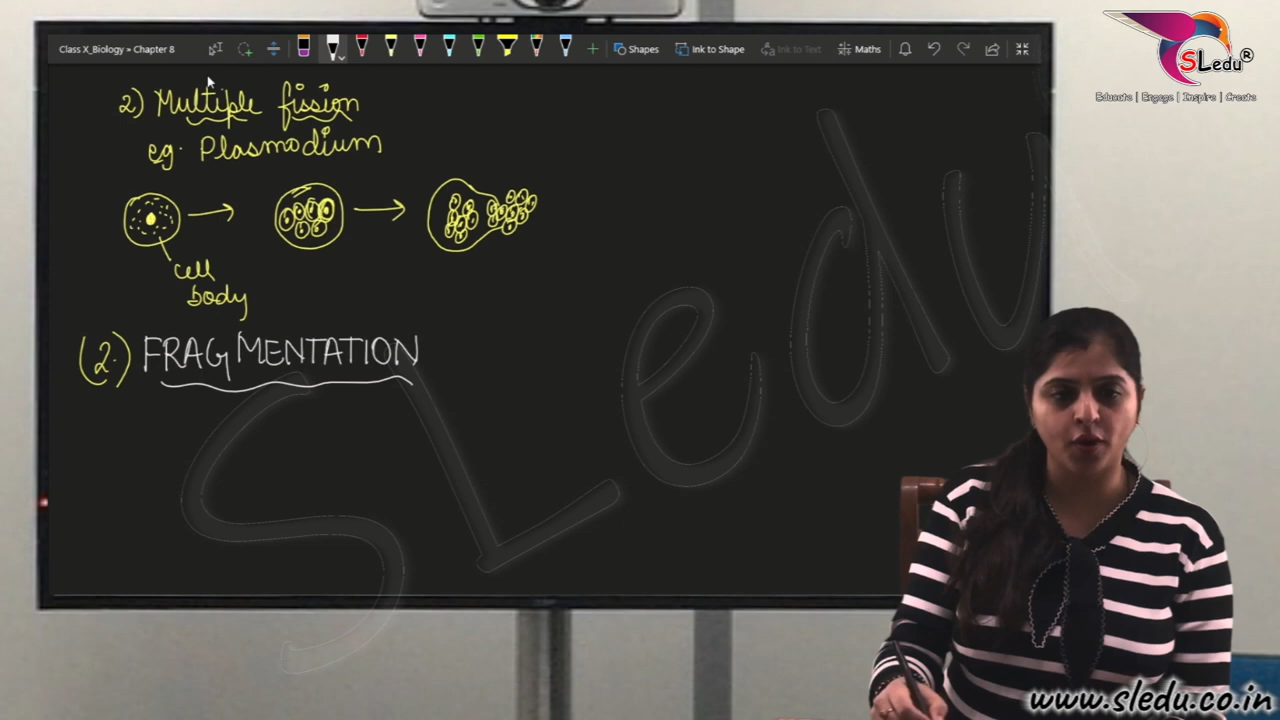 Class X_Biology » Chapter 8
Shapes
Ink to Shape
Ink to Text
Maths
SLedu®
Educate | Engage | Inspire | Create
2) Multiple fission
eg. Plasmodium
cell
body
(2.) FRAGMENTATION
SLedu
www.sledu.co.in